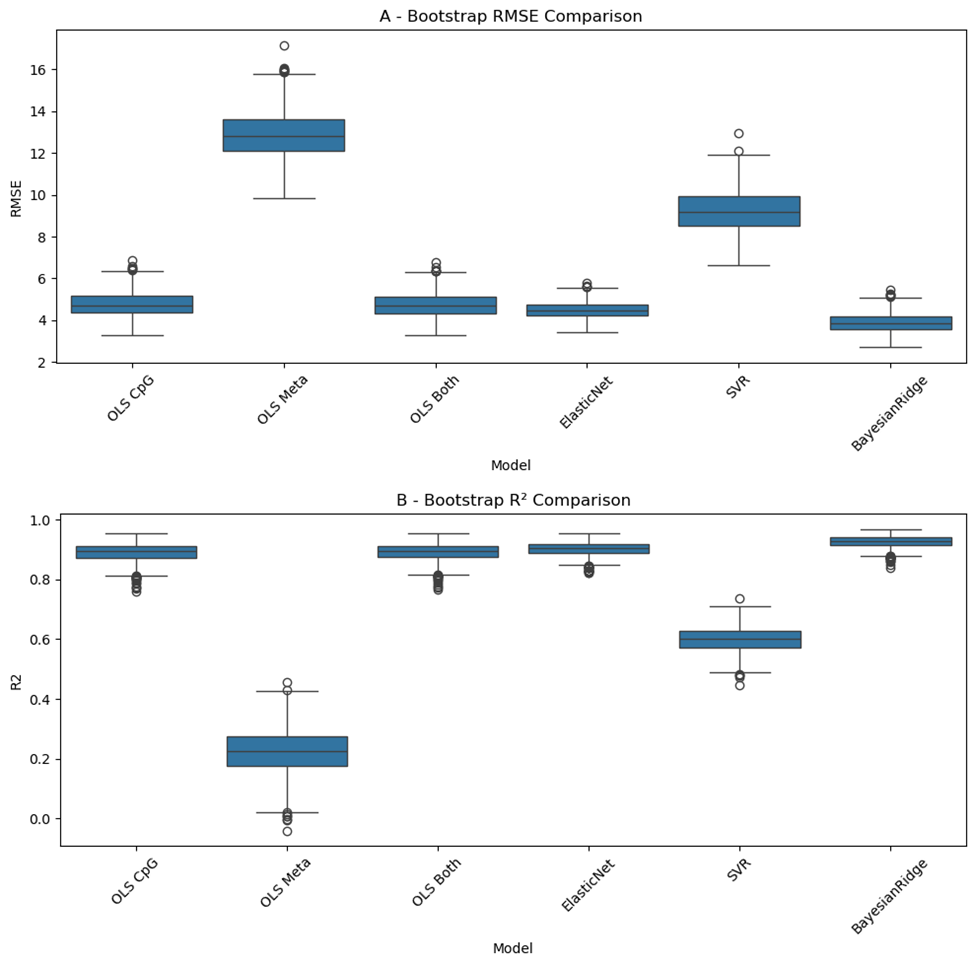 A - Bootstrap RMSE Comparison
16
14
12
10
8
6
4
2
RMSE
OLS CpG
OLS Meta
OLS Both
ElasticNet
SVR
BayesianRidge
Model
B - Bootstrap R² Comparison
1.0
0.8
0.6
0.4
0.2
0.0
R2
OLS CpG
OLS Meta
OLS Both
ElasticNet
SVR
BayesianRidge
Model